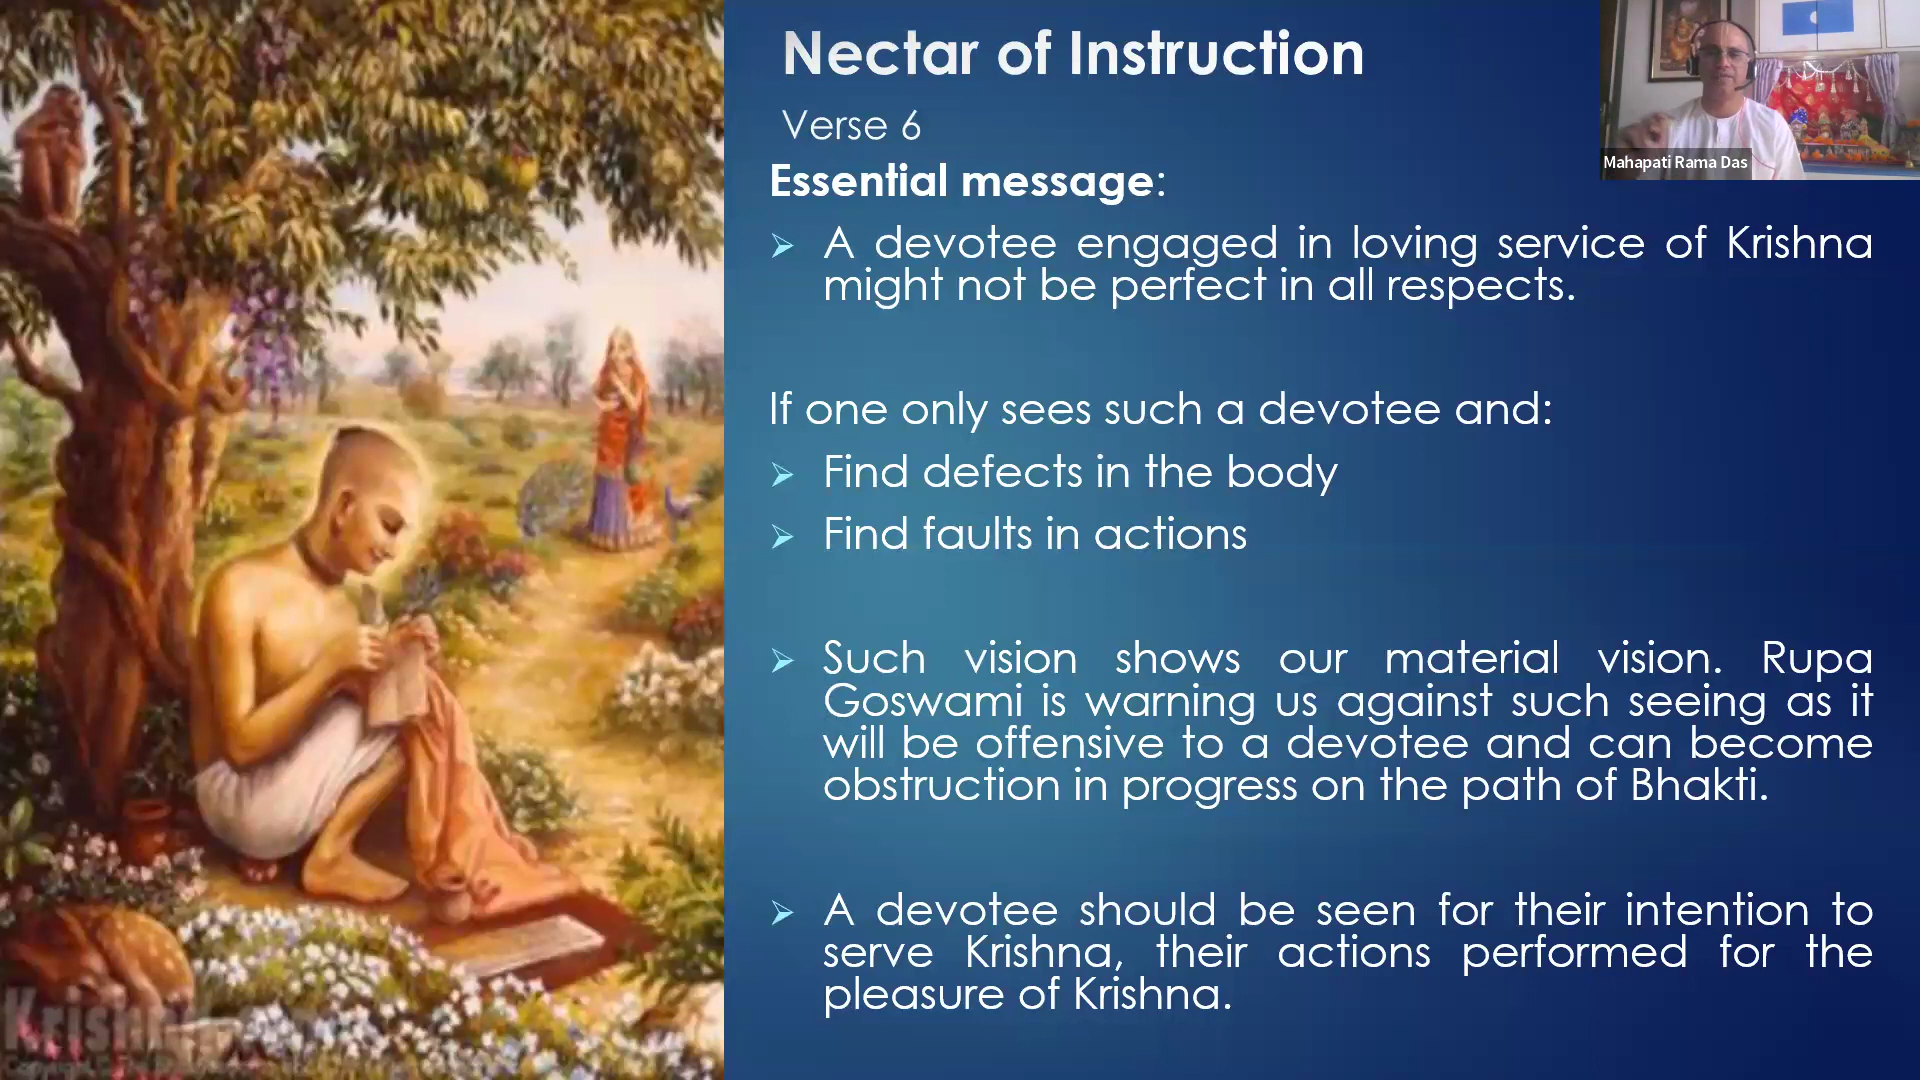 Nectar of Instruction
Verse 6
Mahapati Rama Das
Essential message:
➢ A devotee engaged in loving service of Krishna
might not be perfect in all respects.
If one only sees such a devotee and:
➢ Find defects in the body
➢ Find faults in actions
➢ Such vision shows our material vision. Rupa
Goswami is warning us against such seeing as it
will be offensive to a devotee and can become
obstruction in progress on the path of Bhakti.
➢ A devotee should be seen for their intention to
serve Krishna, their actions performed for the
pleasure of Krishna.